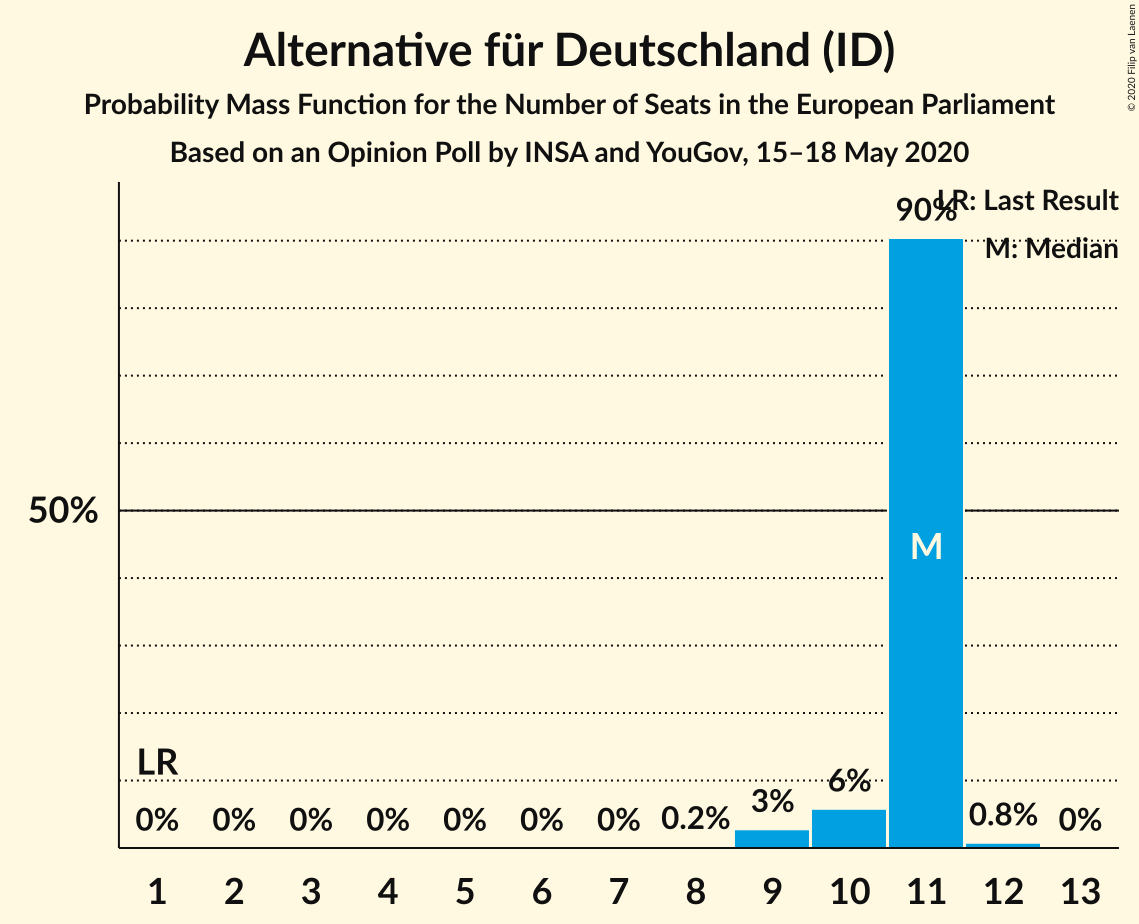 Alternative für Deutschland (ID)
Probability Mass Function for the Number of Seats in the European Parliament
Based on an Opinion Poll by INSA and YouGov, 15–18 May 2020
© 2020 Filip van Laenen
LR: Last Result
M: Median
90%
50%
M
LR
0% 0% 0% 0% 0% 0% 0% 0.2% 3% 6% 0.8% 0%
1 2 3 4 5 6 7 8 9 10 11 12 13